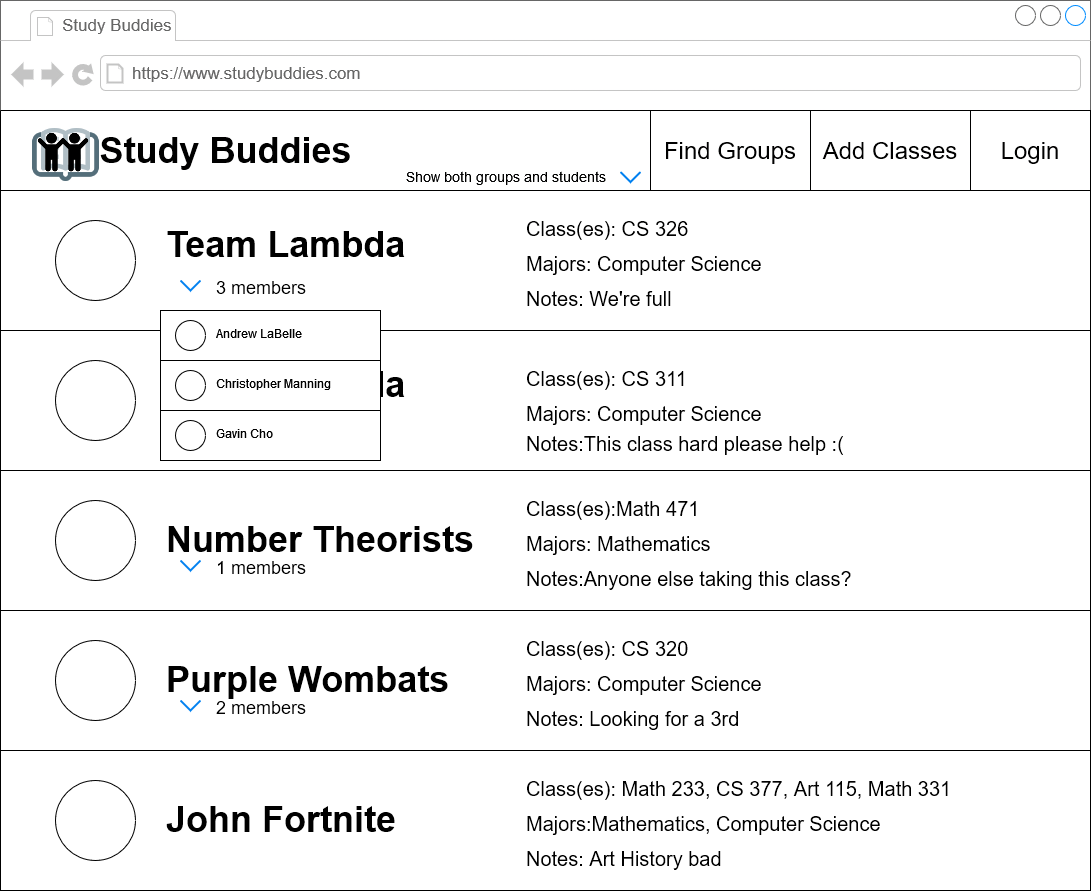 Study Buddies
https://www.studybuddies.com
Study Buddies
Show both groups and students
Find Groups
Add Classes
Login
Team Lambda
3 members
Class(es): CS 326
Majors: Computer Science
Notes: We're full
Andrew LaBelle
Christopher Manning
Gavin Cho
Class(es): CS 311
Majors: Computer Science
Notes:This class hard please help :(
Number Theorists
1 members
Class(es):Math 471
Majors: Mathematics
Notes:Anyone else taking this class?
Purple Wombats
2 members
Class(es): CS 320
Majors: Computer Science
Notes: Looking for a 3rd
John Fortnite
Class(es): Math 233, CS 377, Art 115, Math 331
Majors:Mathematics, Computer Science
Notes: Art History bad